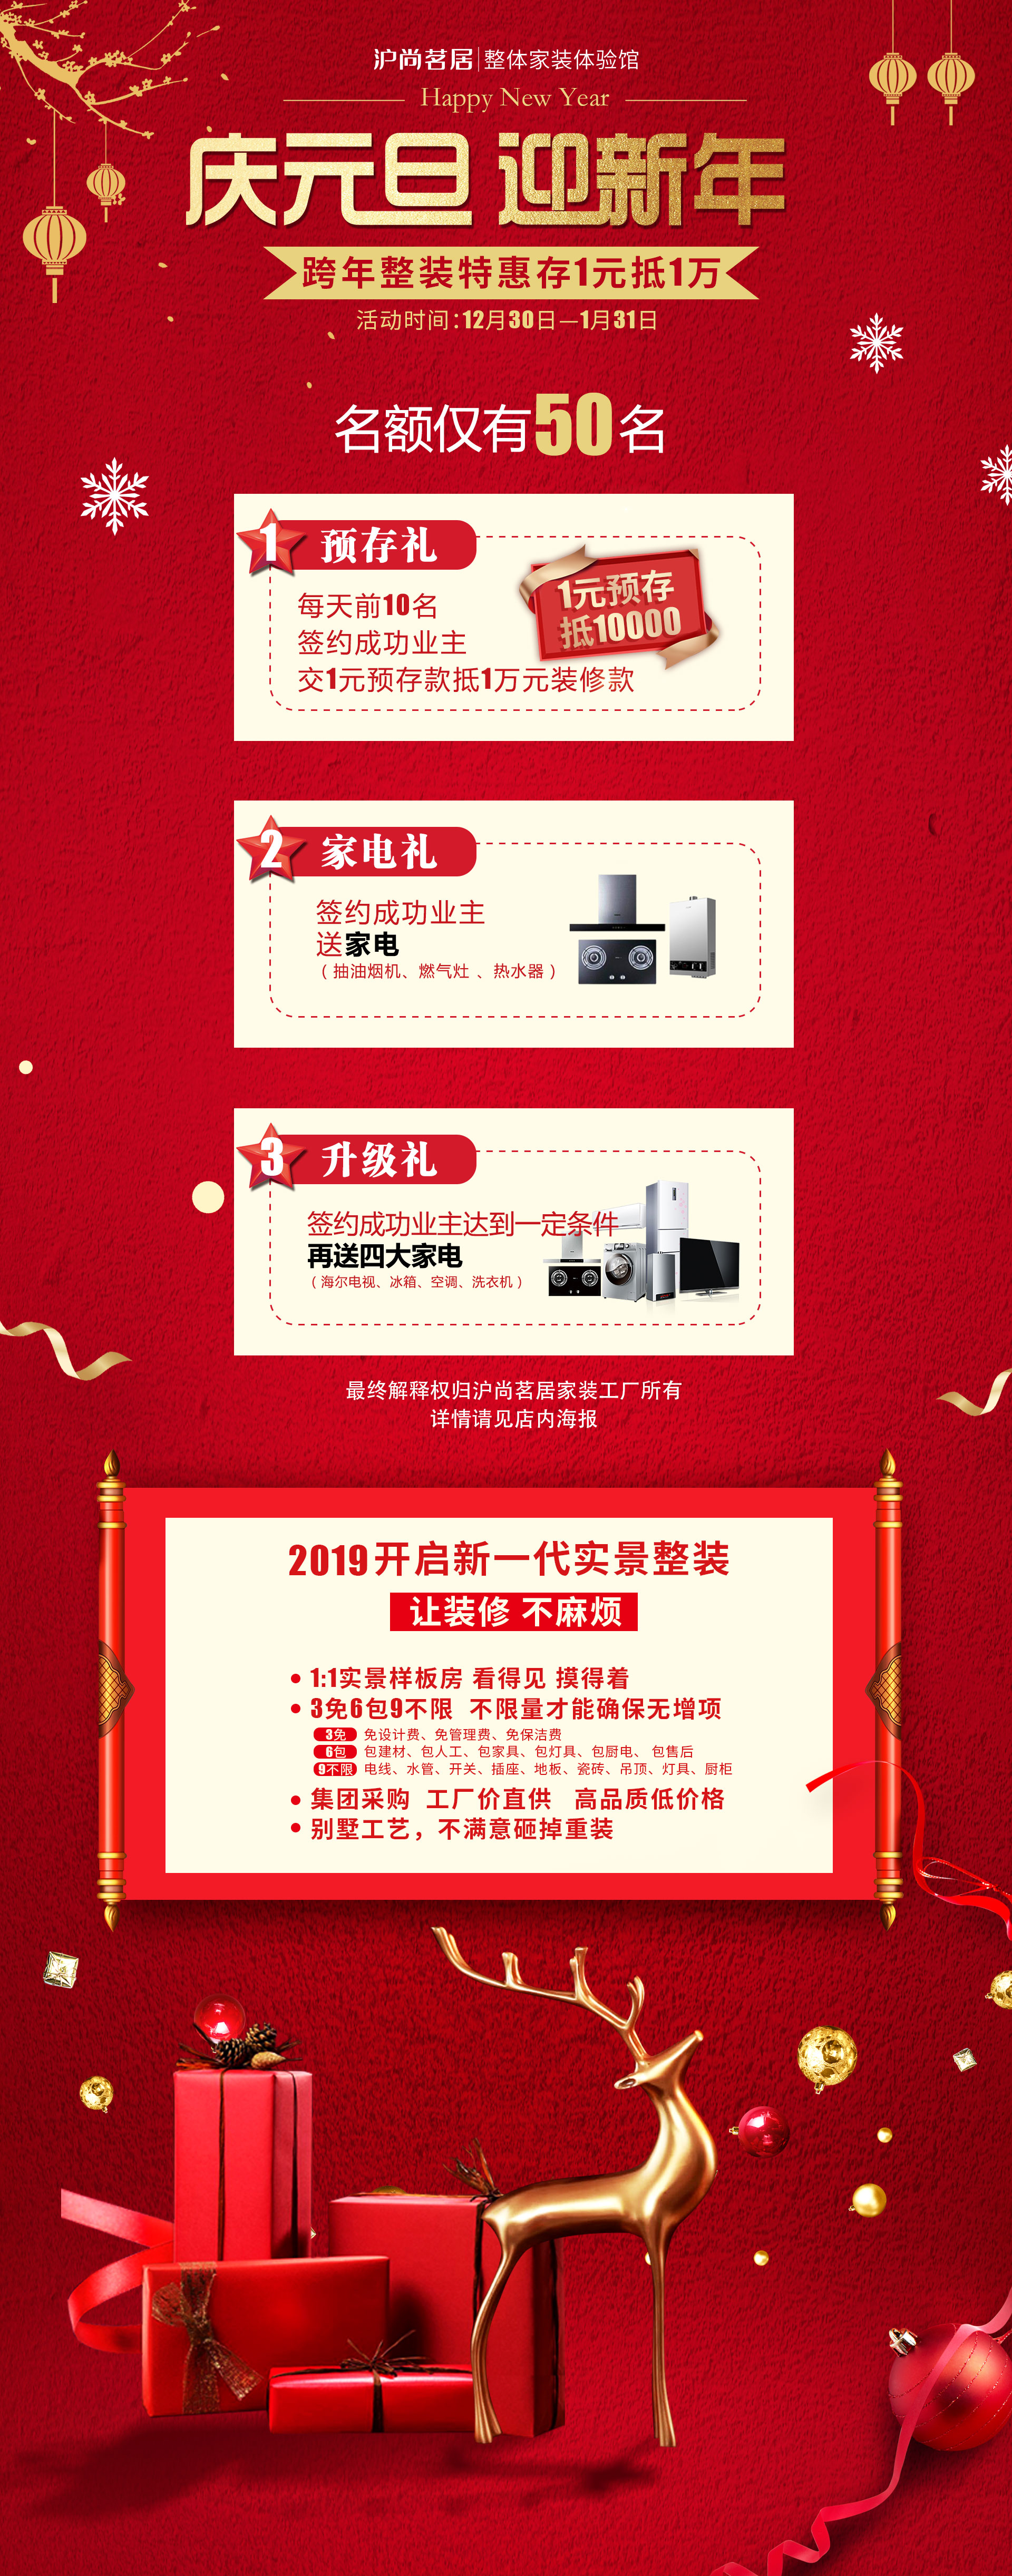 沪尚茗居|整体家装体验馆
Happy New Year
庆元旦 迎新年
跨年整装特惠存1元抵1万
活动时间：12月30日—1月31日
名额仅有50名
1 预存礼
每天前10名
签约成功业主
交1元预存款抵1万元装修款
1元预存
抵10000
2 家电礼
签约成功业主
送家电
（抽油烟机、燃气灶 、热水器）
3 升级礼
签约成功业主达到一定条件
再送四大家电
（海尔电视、冰箱、空调、洗衣机）
最终解释权归沪尚茗居家装工厂所有
详情请见店内海报
2019开启新一代实景整装
让装修 不麻烦
● 1:1实景样板房 看得见 摸得着
● 3免6包9不限 不限量才能确保无增项
3免 免设计费、免管理费、免保洁费
6包 包建材、包人工、包家具、包灯具、包厨电、 包售后
9不限 电线、水管、开关、插座、地板、瓷砖、吊顶、灯具、厨柜
● 集团采购 工厂价直供 高品质低价格
● 别墅工艺，不满意砸掉重装